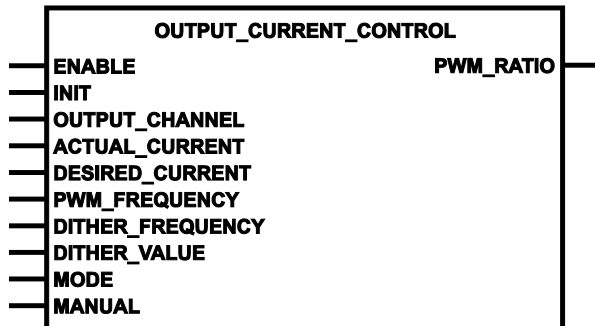 OUTPUT_CURRENT_CONTROL
ENABLE PWM_RATIO
INIT
OUTPUT_CHANNEL
ACTUAL_CURRENT
DESIRED_CURRENT
PWM_FREQUENCY
DITHER_FREQUENCY
DITHER_VALUE
MODE
MANUAL